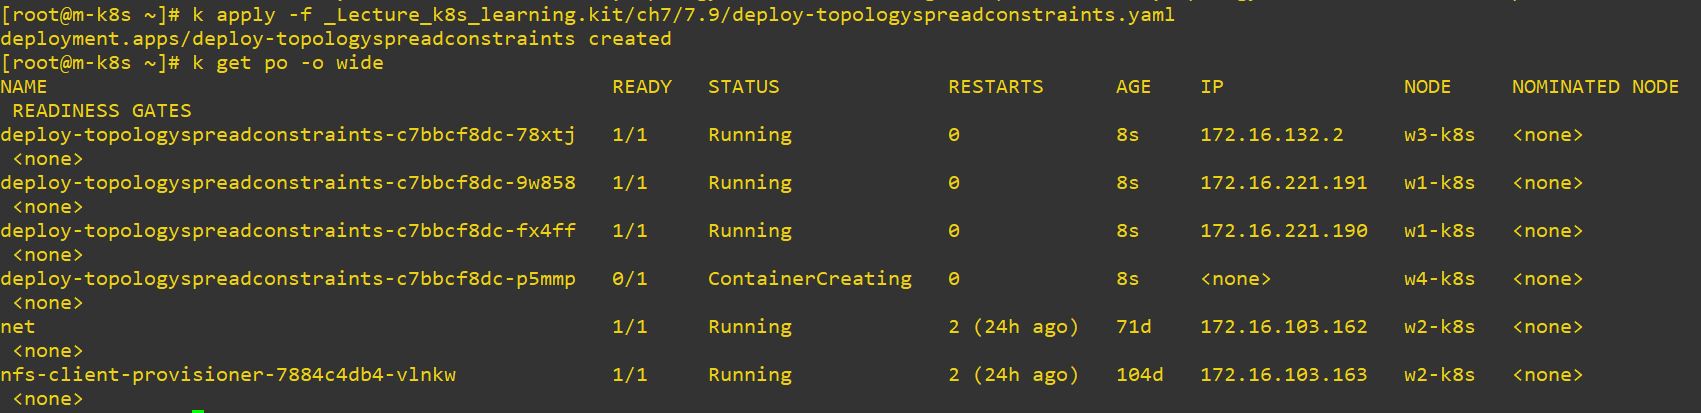 [root@m-k8s ~]# k apply -f _Lecture_k8s_learning.kit/ch7/7.9/deploy-topologyspreadconstraints.yaml
deployment.apps/deploy-topologyspreadconstraints created
[root@m-k8s ~]# k get po -o wide
NAME                                               READY   STATUS              RESTARTS      AGE    IP               NODE     NOMINATED NODE
 READINESS GATES
deploy-topologyspreadconstraints-c7bbcf8dc-78xtj   1/1     Running             0             8s     172.16.132.2     w3-k8s   <none>
 <none>
deploy-topologyspreadconstraints-c7bbcf8dc-9w858   1/1     Running             0             8s     172.16.221.191   w1-k8s   <none>
 <none>
deploy-topologyspreadconstraints-c7bbcf8dc-fx4ff   1/1     Running             0             8s     172.16.221.190   w1-k8s   <none>
 <none>
deploy-topologyspreadconstraints-c7bbcf8dc-p5mmp   0/1     ContainerCreating   0             8s     <none>           w4-k8s   <none>
 <none>
net                                                1/1     Running             2 (24h ago)   71d    172.16.103.162   w2-k8s   <none>
 <none>
nfs-client-provisioner-7884c4db4-vlnkw             1/1     Running             2 (24h ago)   104d   172.16.103.163   w2-k8s   <none>
 <none>